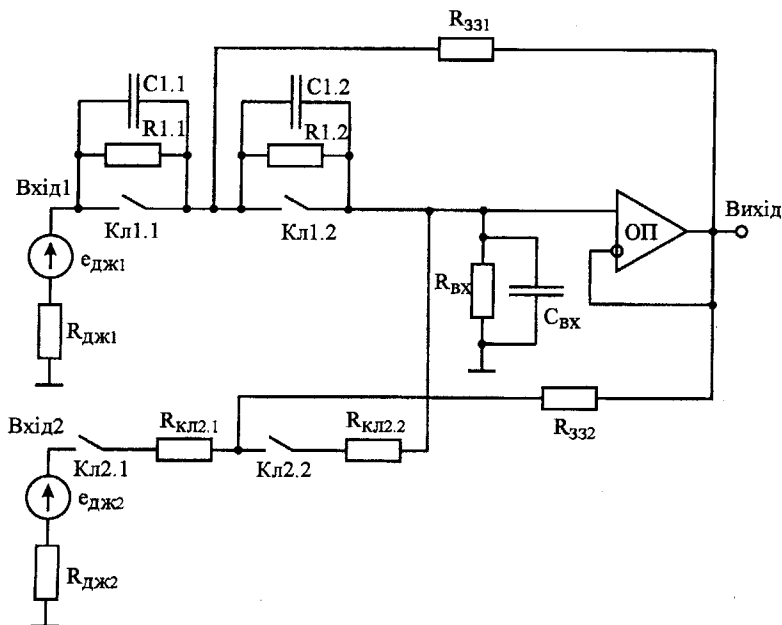 R₃₃₁
C1.1
C1.2
R1.1
R1.2
Вхід1
Кл1.1
Кл1.2
ОП
Вихід
eДЖ1
RВХ
CВХ
RДЖ1
Вхід2
RКЛ2.1
RКЛ2.2
R₃₃₂
Кл2.1
Кл2.2
eДЖ2
RДЖ2